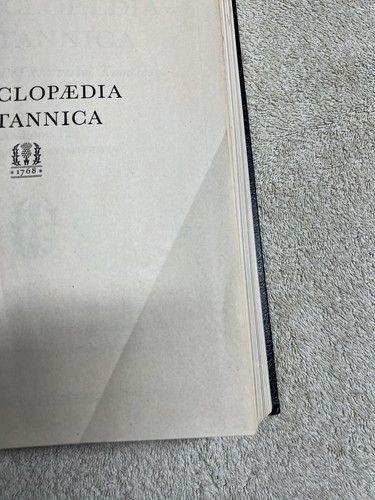 CLOPÆDIA
TANNICA
• 1768 •